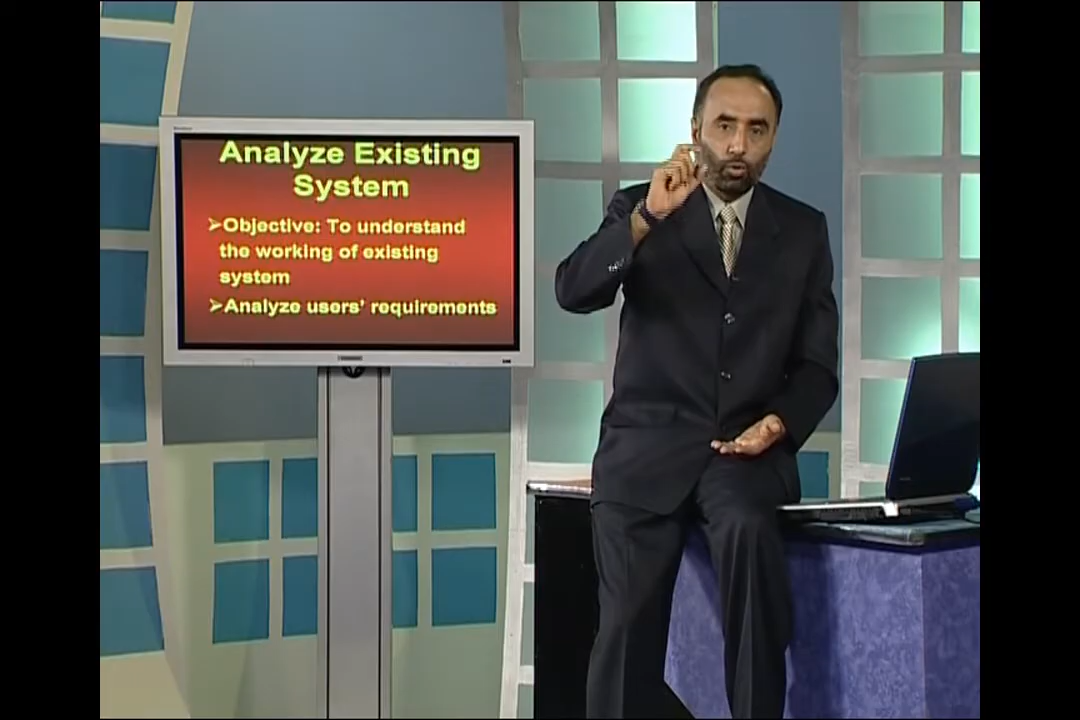 Analyze Existing
System
➢Objective: To understand
the working of existing
system
➢Analyze users’ requirements